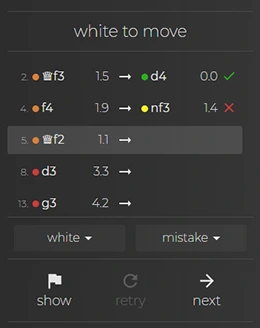 white to move
2. ♕f3 1.5 → d4 0.0 ✓
4. f4 1.9 → nf3 1.4 ✕
5. ♕f2 1.1 →
8. d3 3.3 →
13. g3 4.2 →
white mistake
show retry next